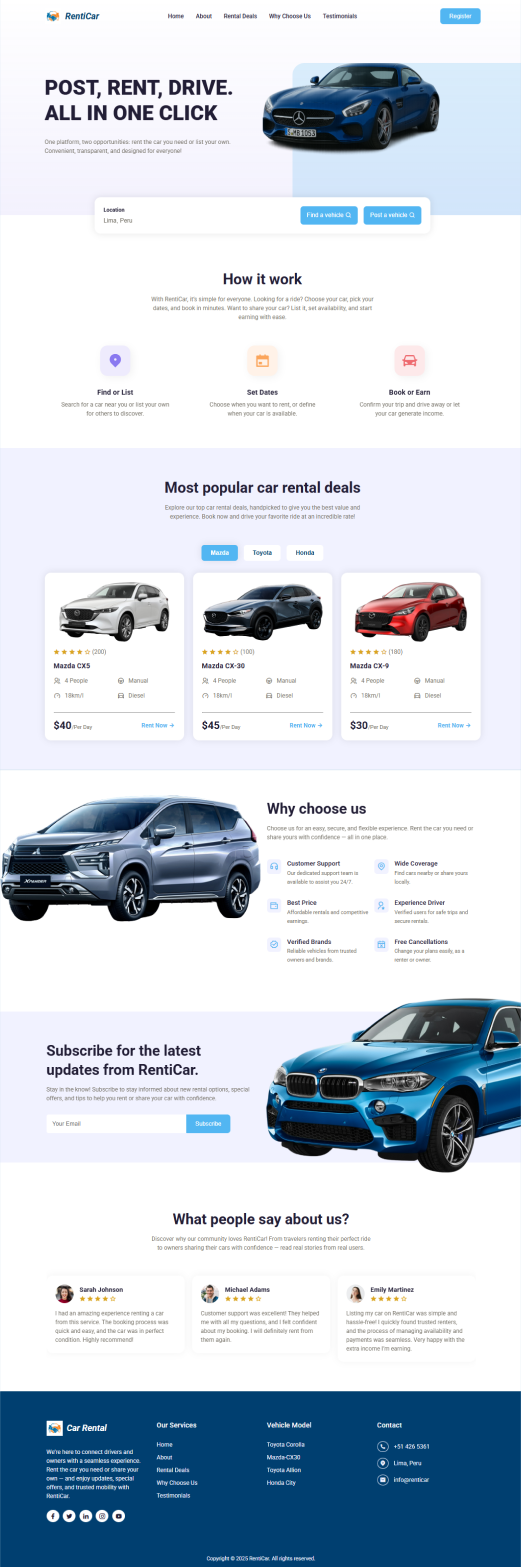 RentiCar
Home About Rental Deals Why Choose Us Testimonials
Register
POST, RENT, DRIVE.
ALL IN ONE CLICK
One platform, two opportunities: rent the car you need or list your own.
Convenient, transparent, and designed for everyone!
S·MB 1053
Location
Lima, Peru
Find a vehicle
Post a vehicle
How it work
With RentiCar, it's simple for everyone. Looking for a ride? Choose your car, pick your
dates, and book in minutes. Want to share your car? List it, set availability, and start
earning with ease.
Find or List
Search for a car near you or list your own
for others to discover.
Set Dates
Choose when you want to rent, or define
when your car is available.
Book or Earn
Confirm your trip and drive away or let
your car generate income.
Most popular car rental deals
Explore our top car rental deals, handpicked to give you the best value and
experience. Book now and drive your favorite ride at an incredible rate!
Mazda Toyota Honda
(200)
Mazda CX5
4 People Manual
18km/l Diesel
$40/Per Day Rent Now →
(100)
Mazda CX-30
4 People Manual
18km/l Diesel
$45/Per Day Rent Now →
(180)
Mazda CX-9
4 People Manual
18km/l Diesel
$30/Per Day Rent Now →
XPANDER
Why choose us
Choose us for an easy, secure, and flexible experience. Rent the car you need or
share yours with confidence — all in one place.
Customer Support
Our dedicated support team is
available to assist you 24/7.
Wide Coverage
Find cars nearby or share yours
locally.
Best Price
Affordable rentals and competitive
earnings.
Experience Driver
Verified users for safe trips and
secure rentals.
Verified Brands
Reliable vehicles from trusted
owners and brands.
Free Cancellations
Change your plans easily, as a
renter or owner.
Subscribe for the latest
updates from RentiCar.
Stay in the know! Subscribe to stay informed about new rental options, special
offers, and tips to help you rent or share your car with confidence.
Your Email
Subscribe
What people say about us?
Discover why our community loves RentiCar! From travelers renting their perfect ride
to owners sharing their cars with confidence — read real stories from real users.
Sarah Johnson
I had an amazing experience renting a car
from this service. The booking process was
quick and easy, and the car was in perfect
condition. Highly recommend!
Michael Adams
Customer support was excellent! They helped
me with all my questions, and I felt confident
about my booking. I will definitely rent from
them again.
Emily Martinez
Listing my car on RentiCar was simple and
hassle-free! I quickly found trusted renters,
and the process of managing availability and
payments was seamless. Very happy with the
extra income I'm earning.
Car Rental
We're here to connect drivers and
owners with a seamless experience.
Rent the car you need or share your
own — and enjoy updates, special
offers, and trusted mobility with
RentiCar.
Our Services
Home
About
Rental Deals
Why Choose Us
Testimonials
Vehicle Model
Toyota Corolla
Mazda-CX30
Toyota Allion
Honda City
Contact
+51 426 5361
Lima, Peru
info@renticar
Copyright © 2025 RentiCar. All rights reserved.